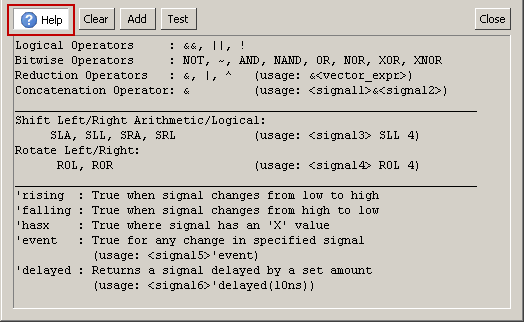 Help Clear Add Test Close
Logical Operators : &&, ||, !
Bitwise Operators : NOT, ~, AND, NAND, OR, NOR, XOR, XNOR
Reduction Operators : &, |, ^ (usage: &<vector_expr>)
Concatenation Operator: & (usage: <signal1>&<signal2>)
Shift Left/Right Arithmetic/Logical:
SLA, SLL, SRA, SRL (usage: <signal3> SLL 4)
Rotate Left/Right:
ROL, ROR (usage: <signal4> ROL 4)
'rising : True when signal changes from low to high
'falling : True when signal changes from high to low
'hasx : True where signal has an 'X' value
'event : True for any change in specified signal
(usage: <signal5>'event)
'delayed : Returns a signal delayed by a set amount
(usage: <signal6>'delayed(10ns))